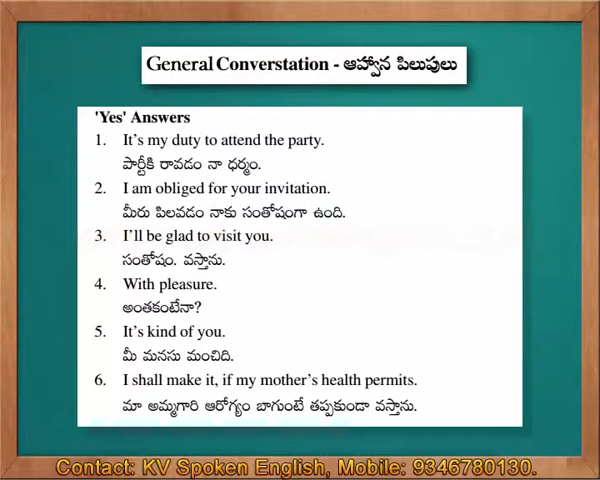 General Converstation - ఆహ్వాన పిలుపులు
'Yes' Answers
1. It's my duty to attend the party.
పార్టీకి రావడం నా ధర్మం.
2. I am obliged for your invitation.
మీరు పిలవడం నాకు సంతోషంగా ఉంది.
3. I'll be glad to visit you.
సంతోషం. వస్తాను.
4. With pleasure.
అంతకంటేనా?
5. It's kind of you.
మీ మనసు మంచిది.
6. I shall make it, if my mother's health permits.
మా అమ్మగారి ఆరోగ్యం బాగుంటే తప్పకుండా వస్తాను.
Contact: KV Spoken English, Mobile: 9346780130.